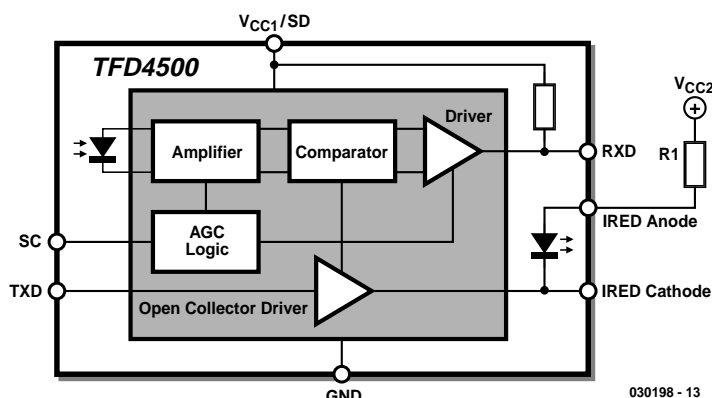 VCC1/SD
TFD4500
VCC2
Driver
Amplifier
Comparator
R1
RXD
IRED Anode
SC
AGC
Logic
TXD
Open Collector Driver
IRED Cathode
GND
030198 - 13